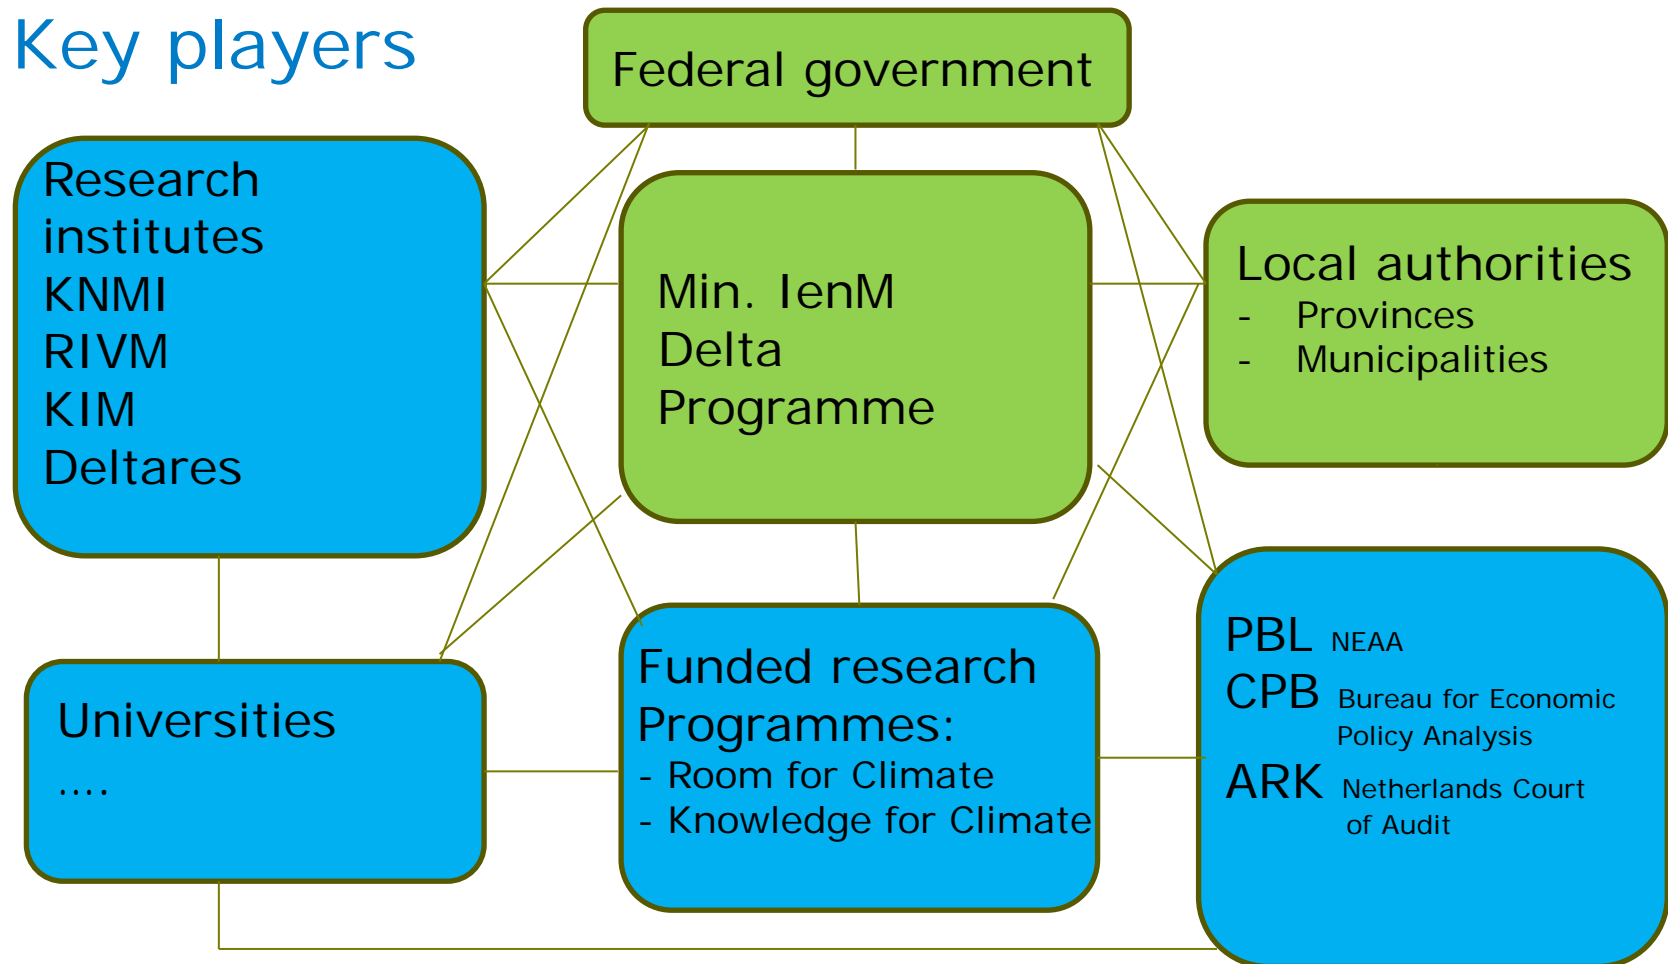 Key players
Federal government
Research
institutes
KNMI
RIVM
KIM
Deltares
Min. IenM
Delta
Programme
Local authorities
- Provinces
- Municipalities
Universities
....
Funded research
Programmes:
- Room for Climate
- Knowledge for Climate
PBL NEAA
CPB Bureau for Economic
Policy Analysis
ARK Netherlands Court
of Audit